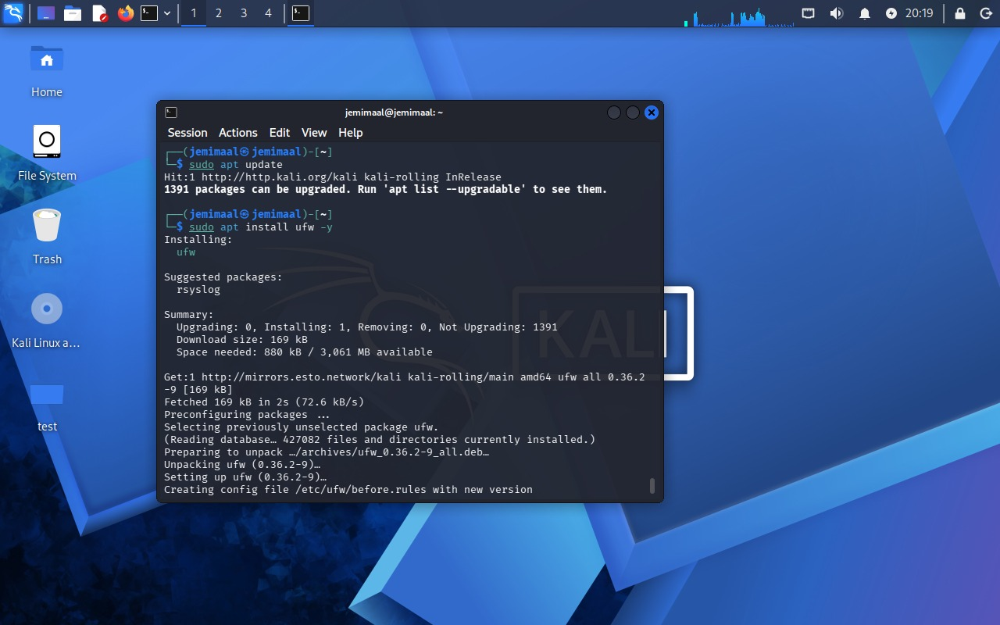 1 2 3 4 20:19
Home
File System
Trash
Kali Linux a...
test
jemimaal@jemimaal: ~
Session Actions Edit View Help
┌──(jemimaal㉿jemimaal)-[~]
└─$ sudo apt update
Hit:1 http://http.kali.org/kali kali-rolling InRelease
1391 packages can be upgraded. Run 'apt list --upgradable' to see them.
┌──(jemimaal㉿jemimaal)-[~]
└─$ sudo apt install ufw -y
Installing:
ufw
Suggested packages:
rsyslog
Summary:
Upgrading: 0, Installing: 1, Removing: 0, Not Upgrading: 1391
Download size: 169 kB
Space needed: 880 kB / 3,061 MB available
Get:1 http://mirrors.esto.network/kali kali-rolling/main amd64 ufw all 0.36.2
-9 [169 kB]
Fetched 169 kB in 2s (72.6 kB/s)
Preconfiguring packages ...
Selecting previously unselected package ufw.
(Reading database… 427082 files and directories currently installed.)
Preparing to unpack …/archives/ufw_0.36.2-9_all.deb…
Unpacking ufw (0.36.2-9)…
Setting up ufw (0.36.2-9)…
Creating config file /etc/ufw/before.rules with new version
KALI